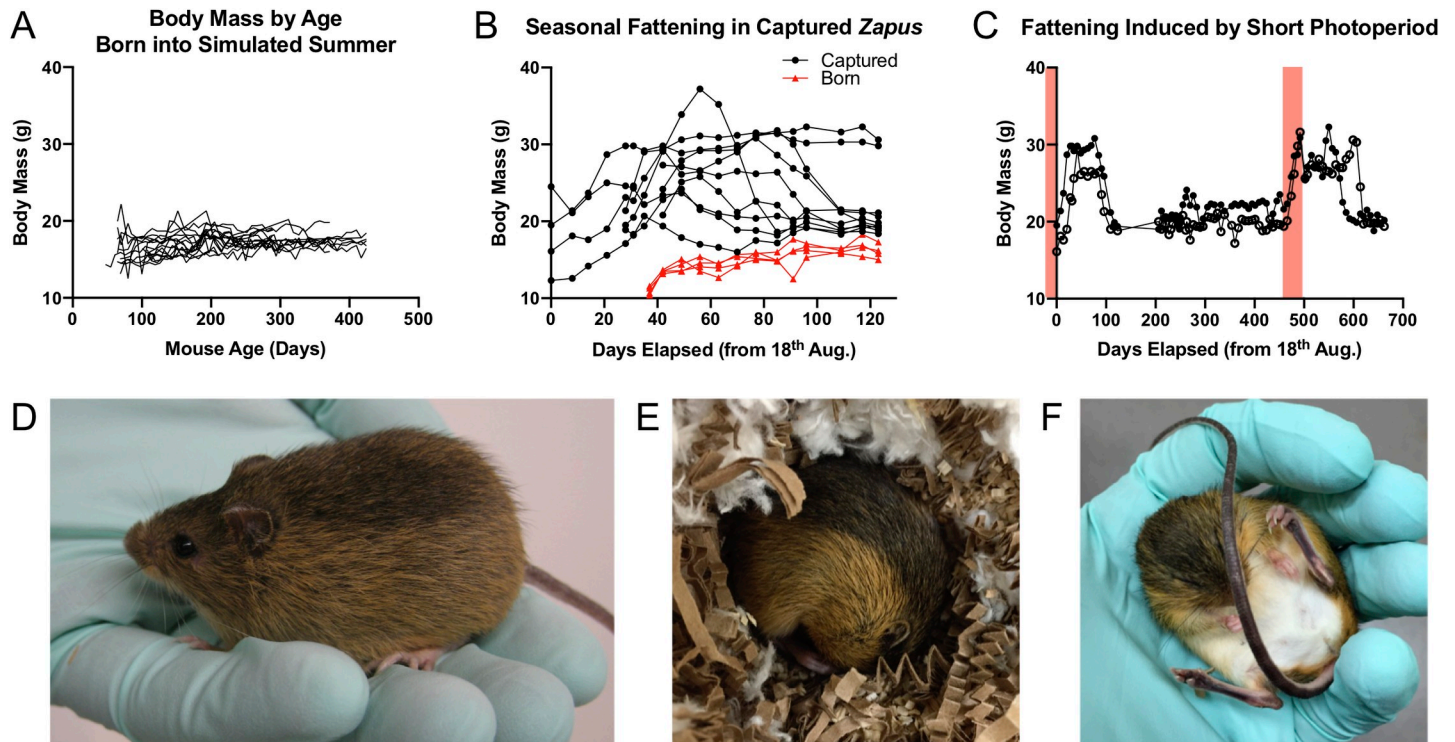 A
Body Mass by Age
Born into Simulated Summer
Body Mass (g)
40
30
20
10
0 100 200 300 400 500
Mouse Age (Days)
B
Seasonal Fattening in Captured Zapus
Captured
Born
Body Mass (g)
40
30
20
10
0 20 40 60 80 100 120
Days Elapsed (from 18th Aug.)
C
Fattening Induced by Short Photoperiod
Body Mass (g)
40
30
20
10
0 100 200 300 400 500 600 700
Days Elapsed (from 18th Aug.)
D
E
F